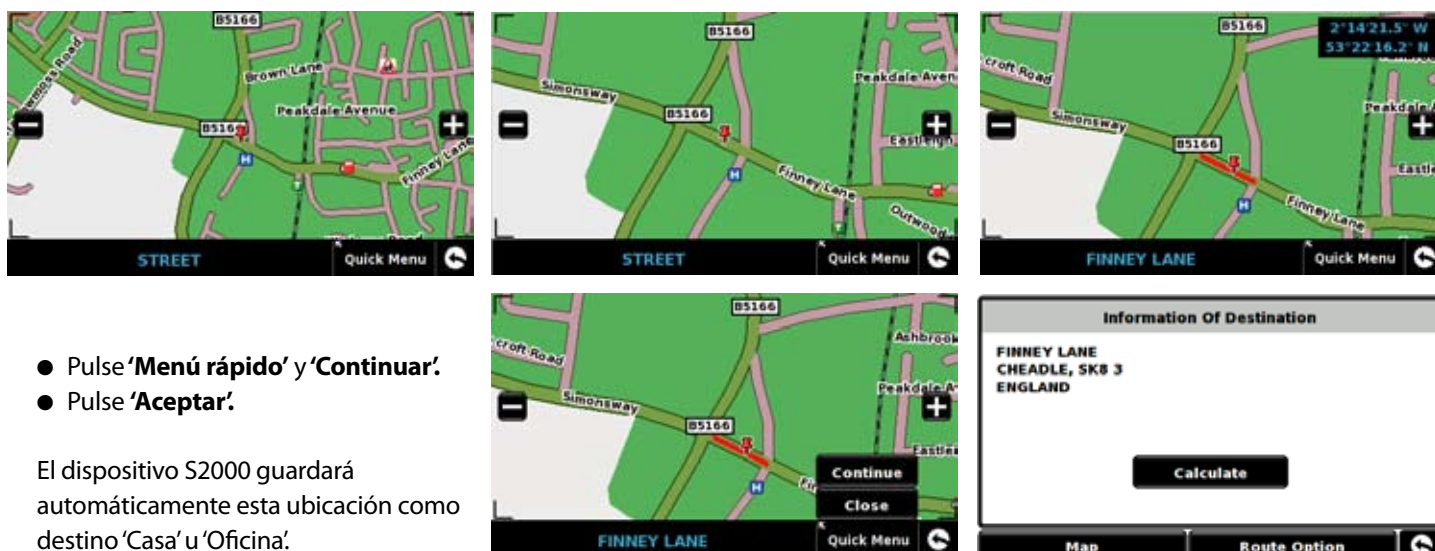 B5166
Brown Lane
Peakdale Avenue
B516
H
Finney Lane
STREET
Quick Menu
B5166
Simonsway
Peakdale Aven
B5166
Eastleigh
H
Finney Lane
Outwood
STREET
Quick Menu
B5166
2°14'21.5" W
53°22'16.2" N
croft Road
Simonsway
Peakdale A
B5166
Eastle
H
Finney Lane
FINNEY LANE
Quick Menu
● Pulse 'Menú rápido' y 'Continuar'.
● Pulse 'Aceptar'.
El dispositivo S2000 guardará
automáticamente esta ubicación como
destino 'Casa' u 'Oficina'.
B5166
Ashbrook
croft Road
Simonsway
Peakdale A
B5166
Eastlei
Fin
H
Continue
Close
FINNEY LANE
Quick Menu
Information Of Destination
FINNEY LANE
CHEADLE, SK8 3
ENGLAND
Calculate
Map
Route Option